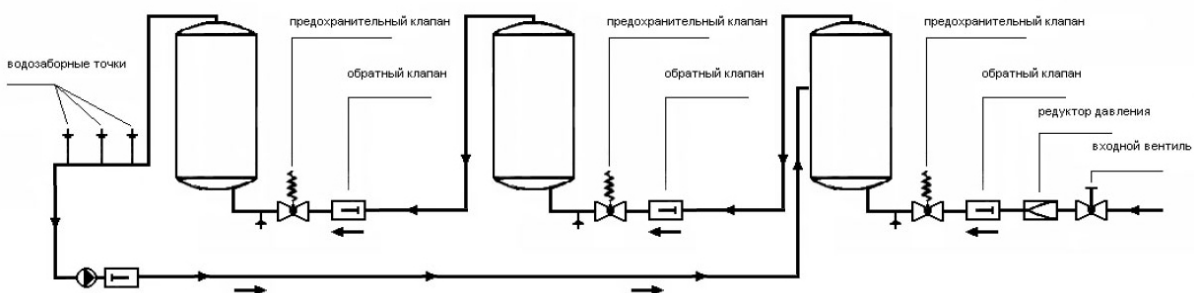 предохранительный клапан
предохранительный клапан
предохранительный клапан
водозаборные точки
обратный клапан
обратный клапан
обратный клапан
редуктор давления
входной вентиль